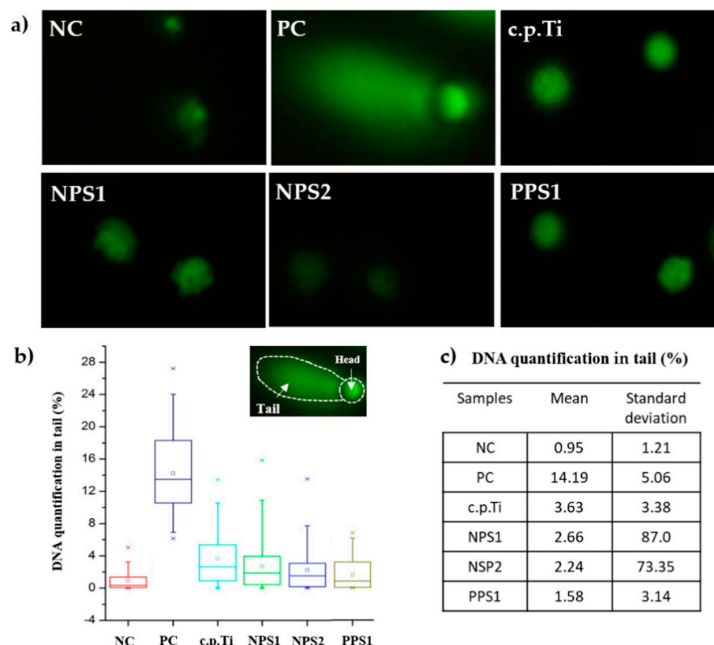 a)
NC
PC
c.p.Ti
NPS1
NPS2
PPS1
b)
DNA quantification in tail (%)
28
24
20
16
12
8
4
0
-4
NC PC c.p.Ti NPS1 NPS2 PPS1
Head
Tail
c) DNA quantification in tail (%)
Samples Mean Standard
deviation
NC 0.95 1.21
PC 14.19 5.06
c.p.Ti 3.63 3.38
NPS1 2.66 87.0
NSP2 2.24 73.35
PPS1 1.58 3.14